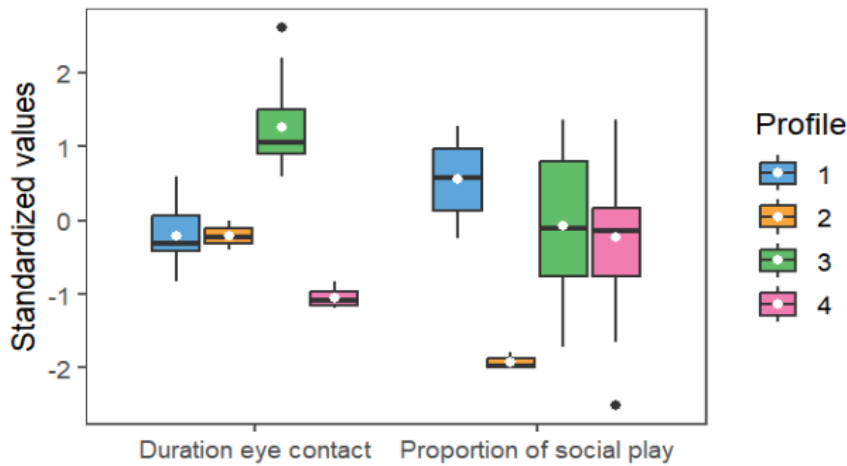 Standardized values
2
1
0
-1
-2
Duration eye contact
Proportion of social play
Profile
1
2
3
4